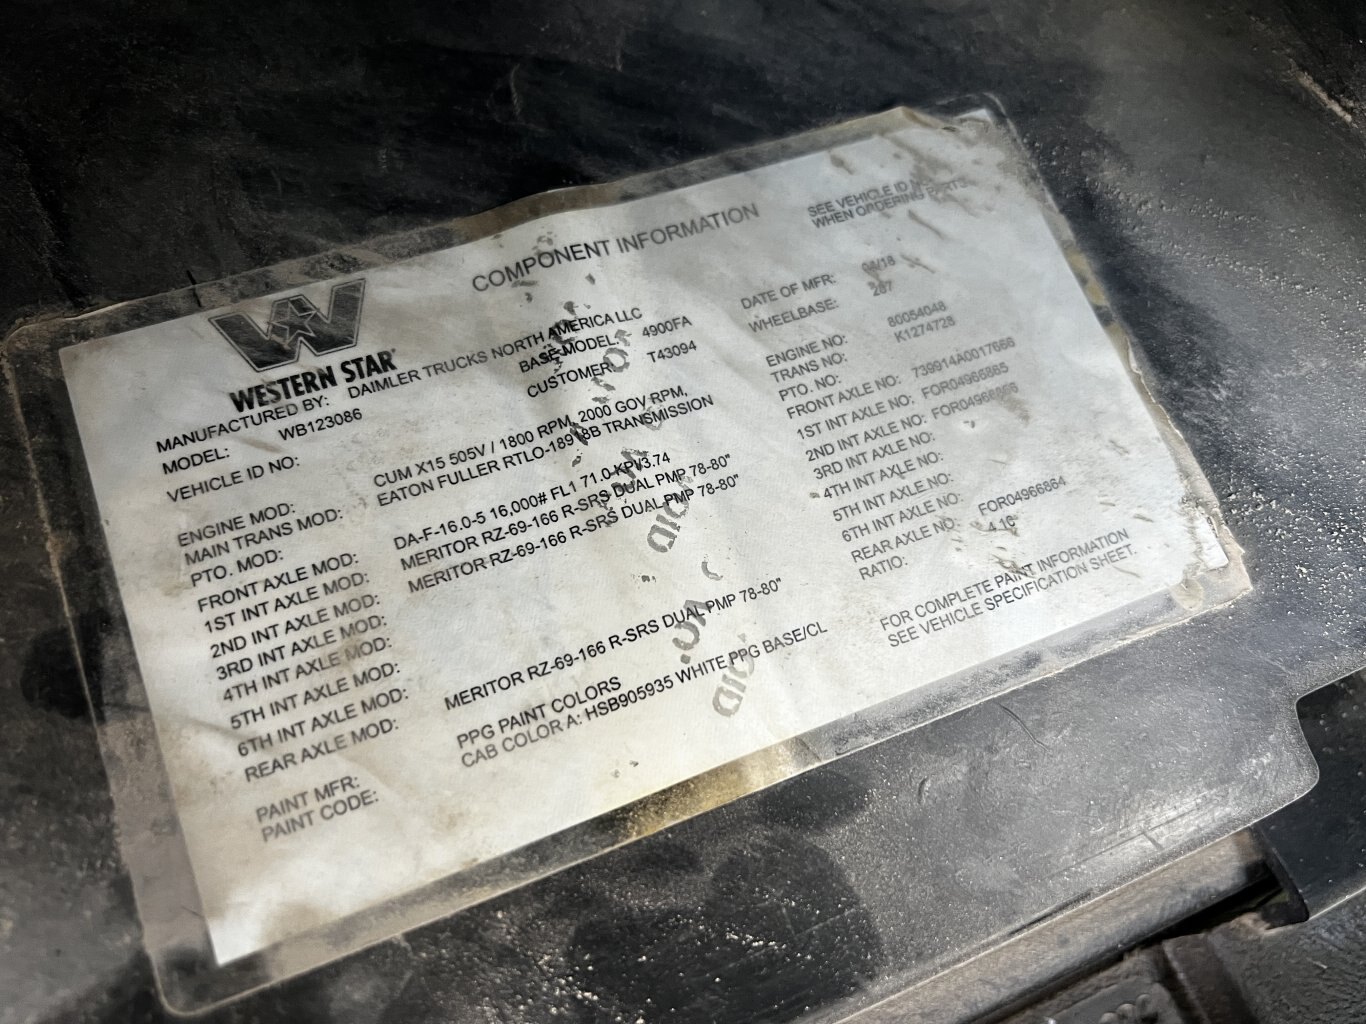 COMPONENT INFORMATION
SEE VEHICLE ID
WHEN ORDERING PARTS.
WESTERN STAR
MANUFACTURED BY: DAIMLER TRUCKS NORTH AMERICA LLC
MODEL: WB123086 BASE MODEL: 4900FA
VEHICLE ID NO: CUSTOMER: T43094
DATE OF MFR: 04/18
WHEELBASE: 267
ENGINE MOD: CUM X15 505V / 1800 RPM, 2000 GOV RPM,
MAIN TRANS MOD: EATON FULLER RTLO-18918B TRANSMISSION
PTO. MOD:
FRONT AXLE MOD: DA-F-16.0-5 16,000# FL1 71.0 KPI/3.74
1ST INT AXLE MOD: MERITOR RZ-69-166 R-SRS DUAL PMP 78-80"
2ND INT AXLE MOD: MERITOR RZ-69-166 R-SRS DUAL PMP 78-80"
3RD INT AXLE MOD:
4TH INT AXLE MOD:
5TH INT AXLE MOD:
6TH INT AXLE MOD:
REAR AXLE MOD: MERITOR RZ-69-166 R-SRS DUAL PMP 78-80"
PAINT MFR: PPG PAINT COLORS
PAINT CODE: CAB COLOR A: HSB905935 WHITE PPG BASE/CL
ENGINE NO: 80054048
TRANS NO: K1274728
PTO. NO:
FRONT AXLE NO: 739914A0017668
1ST INT AXLE NO: FOR04966865
2ND INT AXLE NO: FOR04966866
3RD INT AXLE NO:
4TH INT AXLE NO:
5TH INT AXLE NO:
6TH INT AXLE NO:
REAR AXLE NO: FOR04966864
RATIO: 4.10
FOR COMPLETE PAINT INFORMATION
SEE VEHICLE SPECIFICATION SHEET.
VOID
VOID